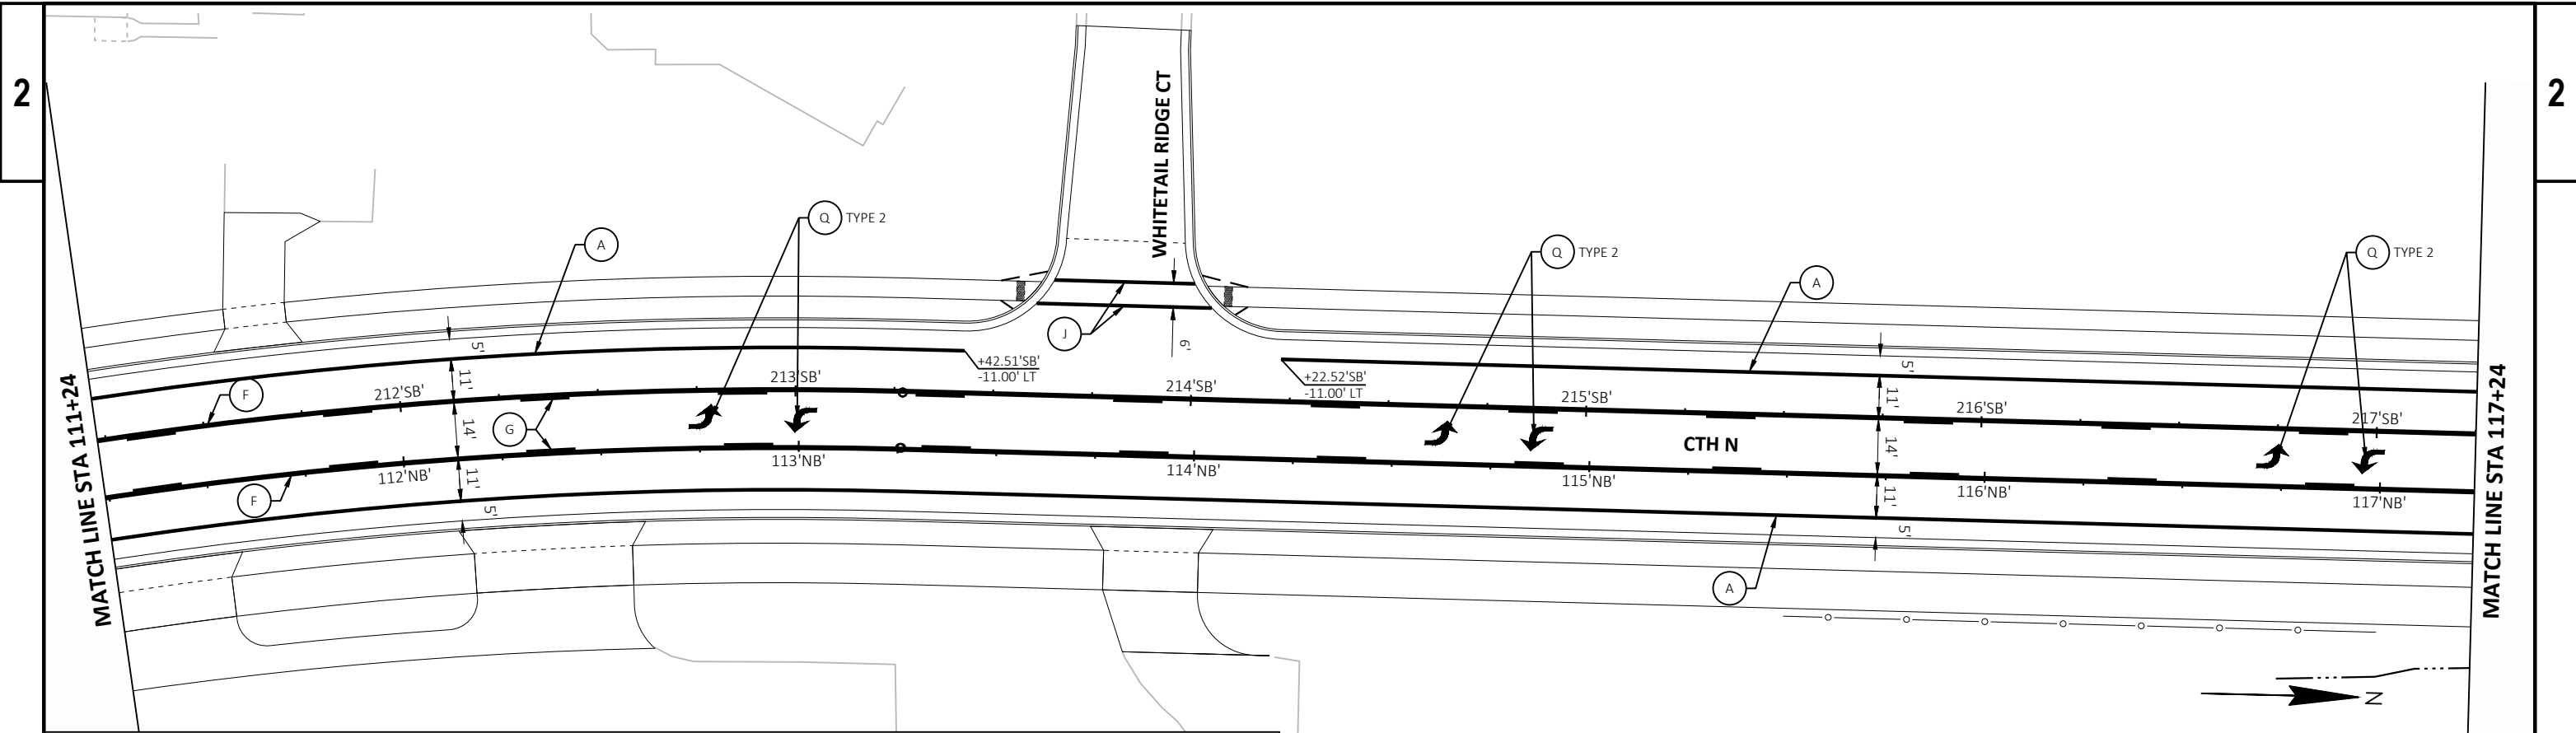 2
2
WHITETAIL RIDGE CT
Q TYPE 2
A
Q TYPE 2
Q TYPE 2
A
J
6'
5'
5'
+42.51'SB'
-11.00' LT
+22.52'SB'
-11.00' LT
MATCH LINE STA 111+24
MATCH LINE STA 117+24
F
11'
11'
212'SB'
213'SB'
214'SB'
215'SB'
216'SB'
217'SB'
G
14'
14'
CTH N
F
112'NB'
113'NB'
114'NB'
115'NB'
116'NB'
117'NB'
11'
11'
5'
5'
A
N